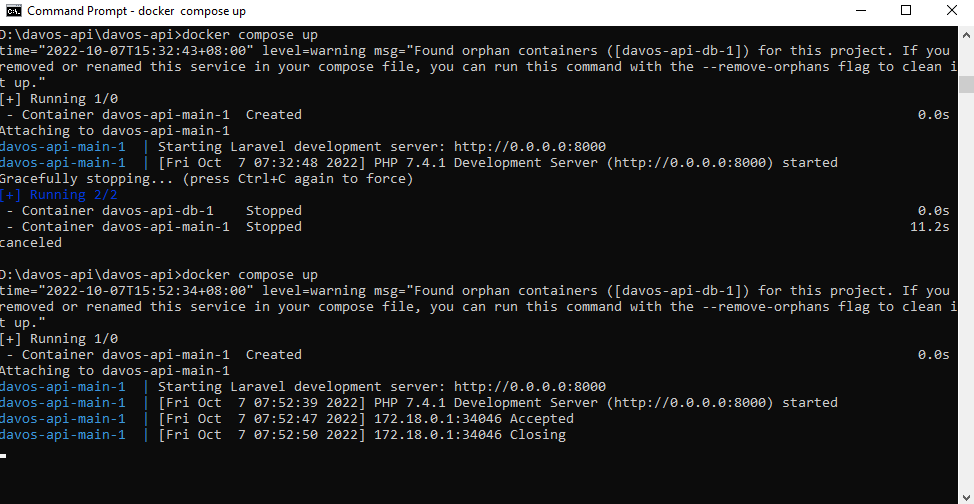 Command Prompt - docker  compose up
D:\davos-api\davos-api>docker compose up
time="2022-10-07T15:32:43+08:00" level=warning msg="Found orphan containers ([davos-api-db-1]) for this project. If you
removed or renamed this service in your compose file, you can run this command with the --remove-orphans flag to clean i
t up."
[+] Running 1/0
 - Container davos-api-main-1  Created 0.0s
Attaching to davos-api-main-1
davos-api-main-1  | Starting Laravel development server: http://0.0.0.0:8000
davos-api-main-1  | [Fri Oct  7 07:32:48 2022] PHP 7.4.1 Development Server (http://0.0.0.0:8000) started
Gracefully stopping... (press Ctrl+C again to force)
[+] Running 2/2
 - Container davos-api-db-1    Stopped 0.0s
 - Container davos-api-main-1  Stopped 11.2s
canceled
D:\davos-api\davos-api>docker compose up
time="2022-10-07T15:52:34+08:00" level=warning msg="Found orphan containers ([davos-api-db-1]) for this project. If you
removed or renamed this service in your compose file, you can run this command with the --remove-orphans flag to clean i
t up."
[+] Running 1/0
 - Container davos-api-main-1  Created 0.0s
Attaching to davos-api-main-1
davos-api-main-1  | Starting Laravel development server: http://0.0.0.0:8000
davos-api-main-1  | [Fri Oct  7 07:52:39 2022] PHP 7.4.1 Development Server (http://0.0.0.0:8000) started
davos-api-main-1  | [Fri Oct  7 07:52:47 2022] 172.18.0.1:34046 Accepted
davos-api-main-1  | [Fri Oct  7 07:52:50 2022] 172.18.0.1:34046 Closing